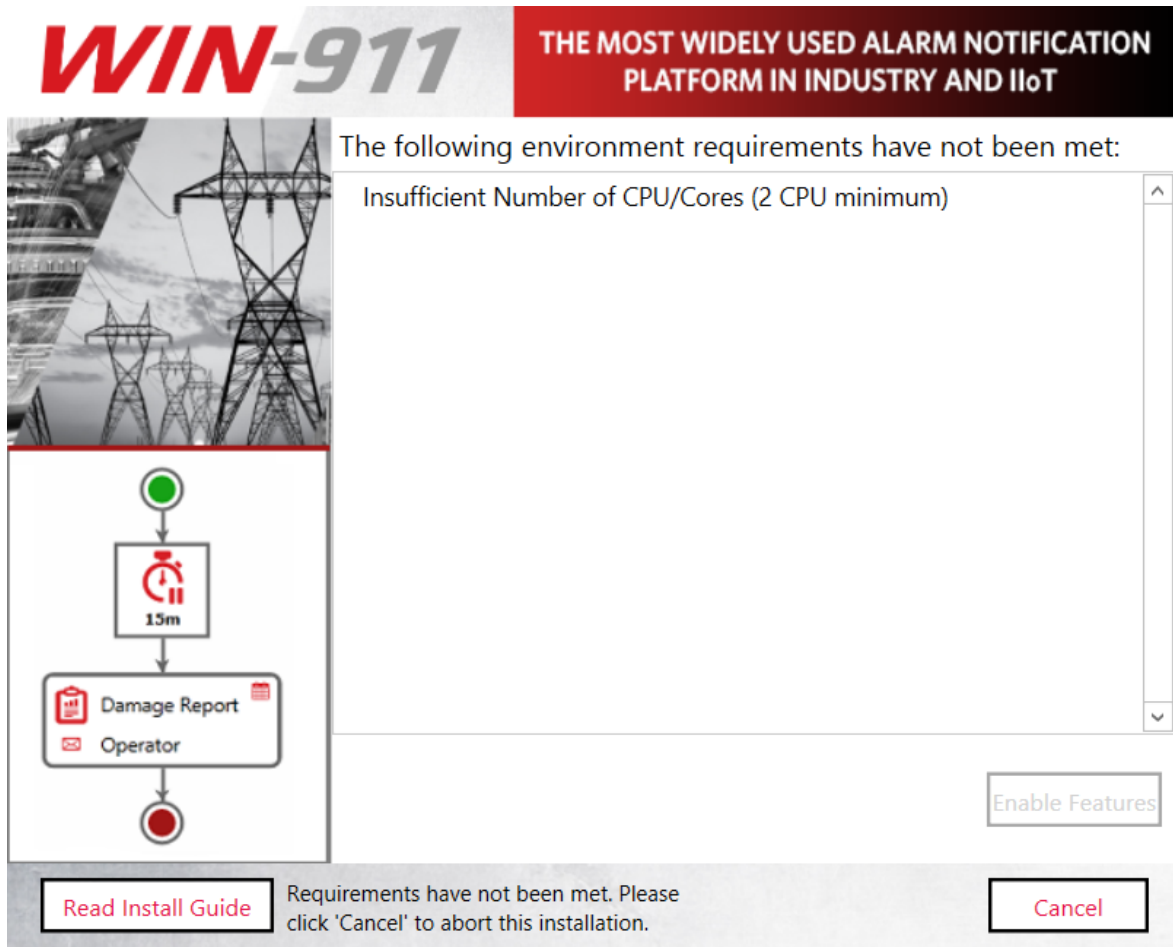 WIN-911
THE MOST WIDELY USED ALARM NOTIFICATION
PLATFORM IN INDUSTRY AND IIoT
The following environment requirements have not been met:
Insufficient Number of CPU/Cores (2 CPU minimum)
15m
Damage Report
Operator
Enable Features
Read Install Guide
Requirements have not been met. Please
click 'Cancel' to abort this installation.
Cancel